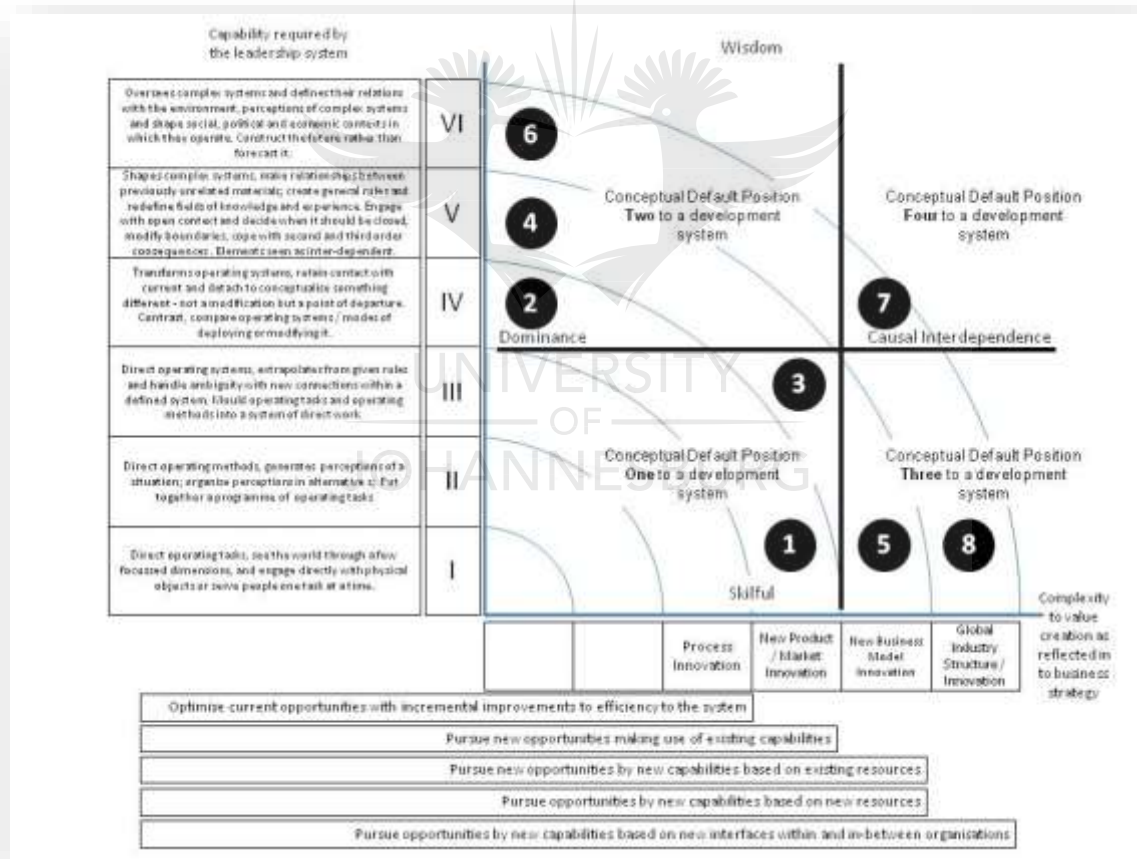 Capability required by
the leadership system
Wisdom
Oversees complex systems and defines their relations
with the environment, perceptions of complex systems
and shape social, political and economic contexts in
which they operate. Construct the future rather than
forecast it.
VI
6
Shapes complex systems, make relationships between
previously unrelated materials; create general rules and
redefine fields of knowledge and experience. Engage
with open context and decide when it should be closed,
modify boundaries, cope with second and third order
consequences. Elements seen as inter-dependent.
V
4
Conceptual Default Position
Two to a development
system
Conceptual Default Position
Four to a development
system
Transforms operating systems, retain contact with
current and detach to conceptualise something
different - not a modification but a point of departure.
Contrast, compare operating systems / modes of
deploying or modifying it.
IV
2
7
Dominance
Causal Interdependence
Direct operating systems, extrapolates from given rules
and handle ambiguity with new connections within a
defined system. Mould operating tasks and operating
methods into a system of direct work
III
3
UNIVERSITY
OF
JOHANNESBURG
Direct operating methods, generates perceptions of a
situation; organise perceptions in alternative s: Put
together a programme of operating tasks
II
Conceptual Default Position
One to a development
system
Conceptual Default Position
Three to a development
system
Direct operating tasks, see the world through a few
focussed dimensions, and engage directly with physical
objects or serve people one task at a time.
I
1
5
8
Skilful
Process
Innovation
New Product
/ Market
Innovation
New Business
Model
Innovation
Global
Industry
Structure /
Innovation
Complexity
to value
creation as
reflected in
to business
strategy
Optimise current opportunities with incremental improvements to efficiency to the system
Pursue new opportunities making use of existing capabilities
Pursue new opportunities by new capabilities based on existing resources
Pursue opportunities by new capabilities based on new resources
Pursue opportunities by new capabilities based on new interfaces within and in-between organisations